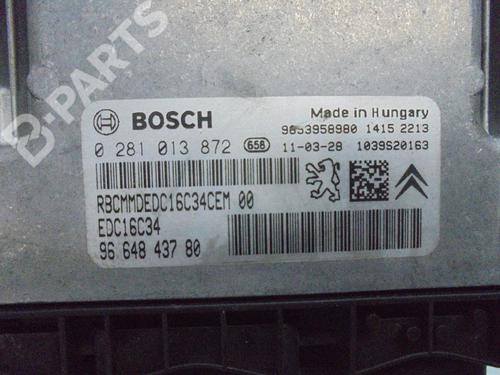 B-PARTS
BOSCH
Made in Hungary
9653958980 1415 2213
0 281 013 872 658 11-03-28 1039S20163
RBCMMDEDC16C34CEM 00
EDC16C34
96 648 437 80